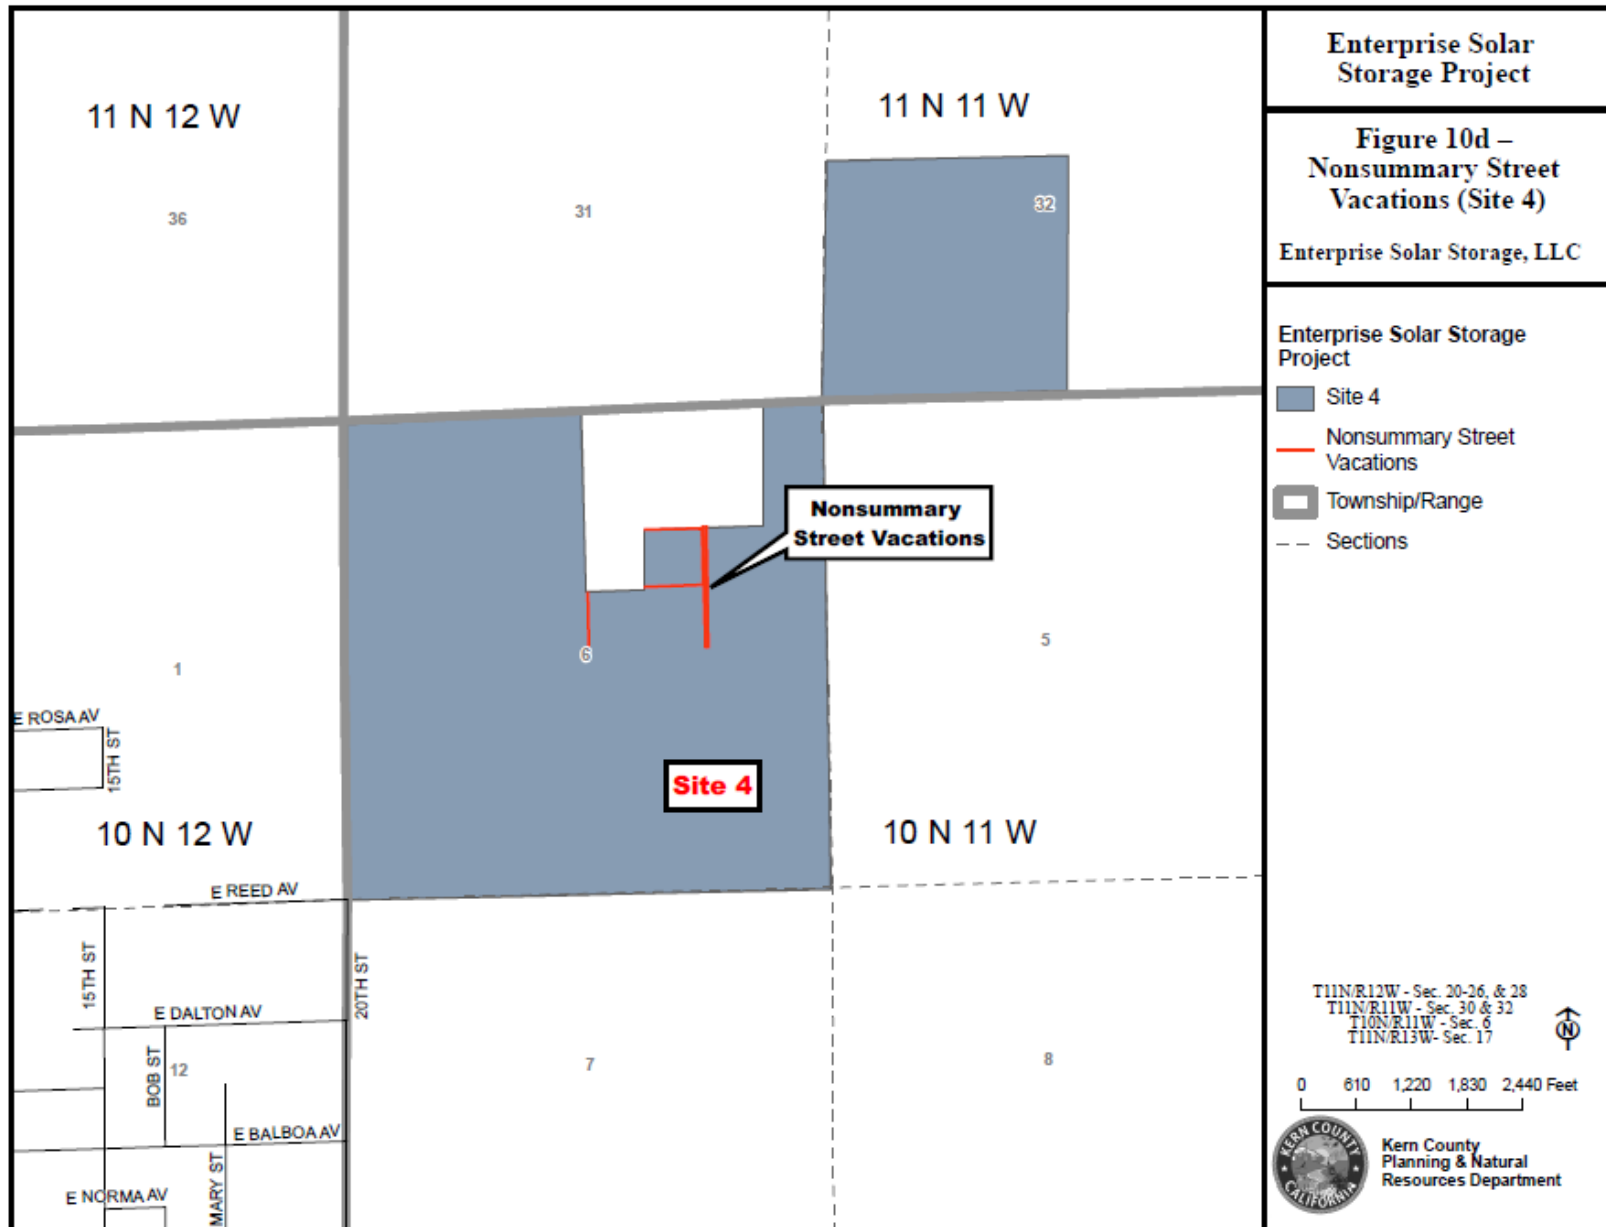 Enterprise Solar
Storage Project
Figure 10d –
Nonsummary Street
Vacations (Site 4)
Enterprise Solar Storage, LLC
Enterprise Solar Storage
Project
Site 4
Nonsummary Street
Vacations
Township/Range
Sections
11 N 12 W
11 N 11 W
36
31
32
Nonsummary
Street Vacations
6
5
1
E ROSA AV
15TH ST
Site 4
10 N 12 W
10 N 11 W
E REED AV
15TH ST
20TH ST
E DALTON AV
BOB ST
12
7
8
E BALBOA AV
MARY ST
E NORMA AV
T11N/R12W - Sec. 20-26, & 28
T11N/R11W - Sec. 30 & 32
T10N/R11W - Sec. 6
T11N/R13W- Sec. 17
N
0 610 1,220 1,830 2,440 Feet
KERN COUNTY
CALIFORNIA
Kern County
Planning & Natural
Resources Department